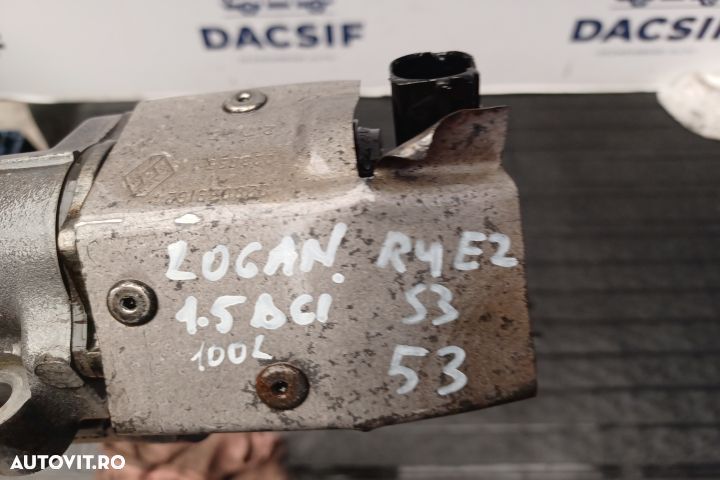 DACSIF
DACSIF
LOGAN R4E2
1.5 DCI 53
100L 53
AUTOVIT.RO